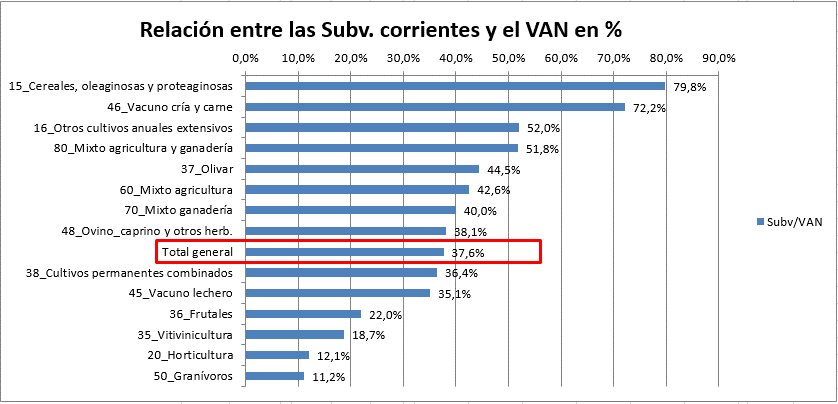 Relación entre las Subv. corrientes y el VAN en %
0,0% 10,0% 20,0% 30,0% 40,0% 50,0% 60,0% 70,0% 80,0% 90,0%
15_Cereales, oleaginosas y proteaginosas 79,8%
46_Vacuno cría y carne 72,2%
16_Otros cultivos anuales extensivos 52,0%
80_Mixto agricultura y ganadería 51,8%
37_Olivar 44,5%
60_Mixto agricultura 42,6%
70_Mixto ganadería 40,0%
48_Ovino_caprino y otros herb. 38,1%
Subv/VAN
Total general 37,6%
38_Cultivos permanentes combinados 36,4%
45_Vacuno lechero 35,1%
36_Frutales 22,0%
35_Vitivinicultura 18,7%
20_Horticultura 12,1%
50_Granívoros 11,2%